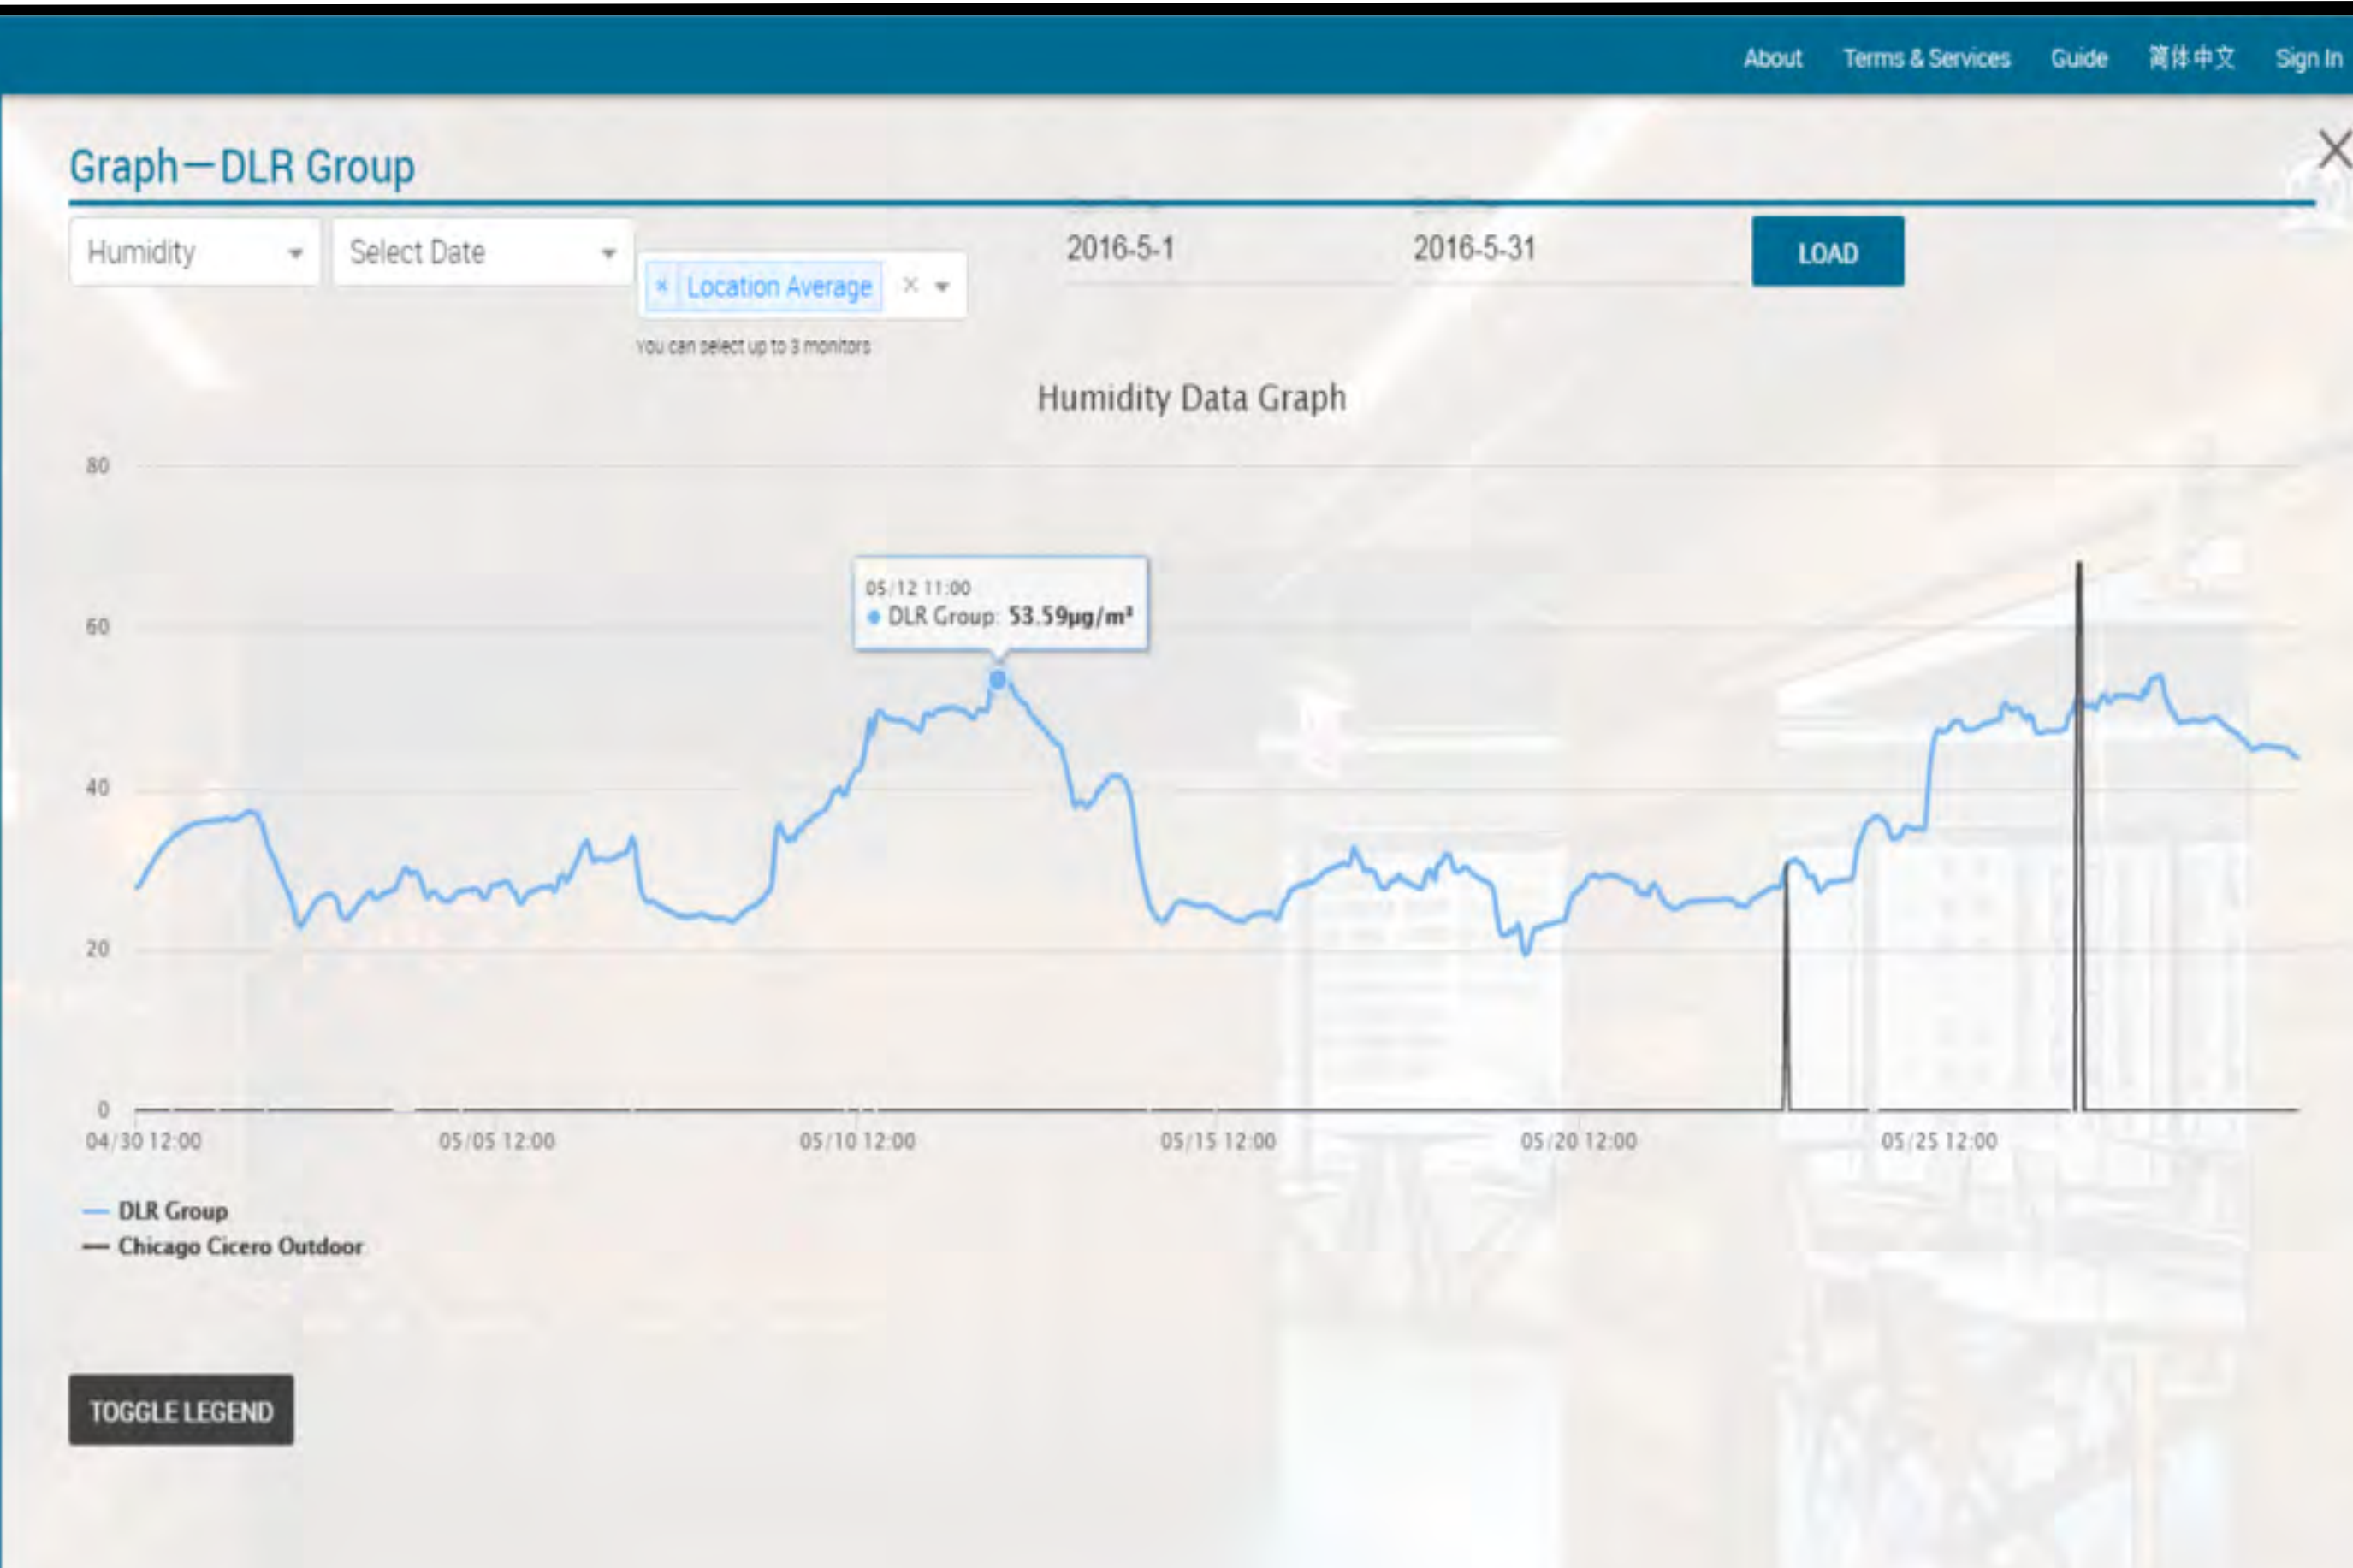 About Terms & Services Guide 简体中文 Sign In
Graph—DLR Group
Humidity Select Date × Location Average × 2016-5-1 2016-5-31 LOAD
You can select up to 3 monitors
Humidity Data Graph
80
60
40
20
0
05/12 11:00
DLR Group: 53.59µg/m³
04/30 12:00 05/05 12:00 05/10 12:00 05/15 12:00 05/20 12:00 05/25 12:00
DLR Group
Chicago Cicero Outdoor
TOGGLE LEGEND